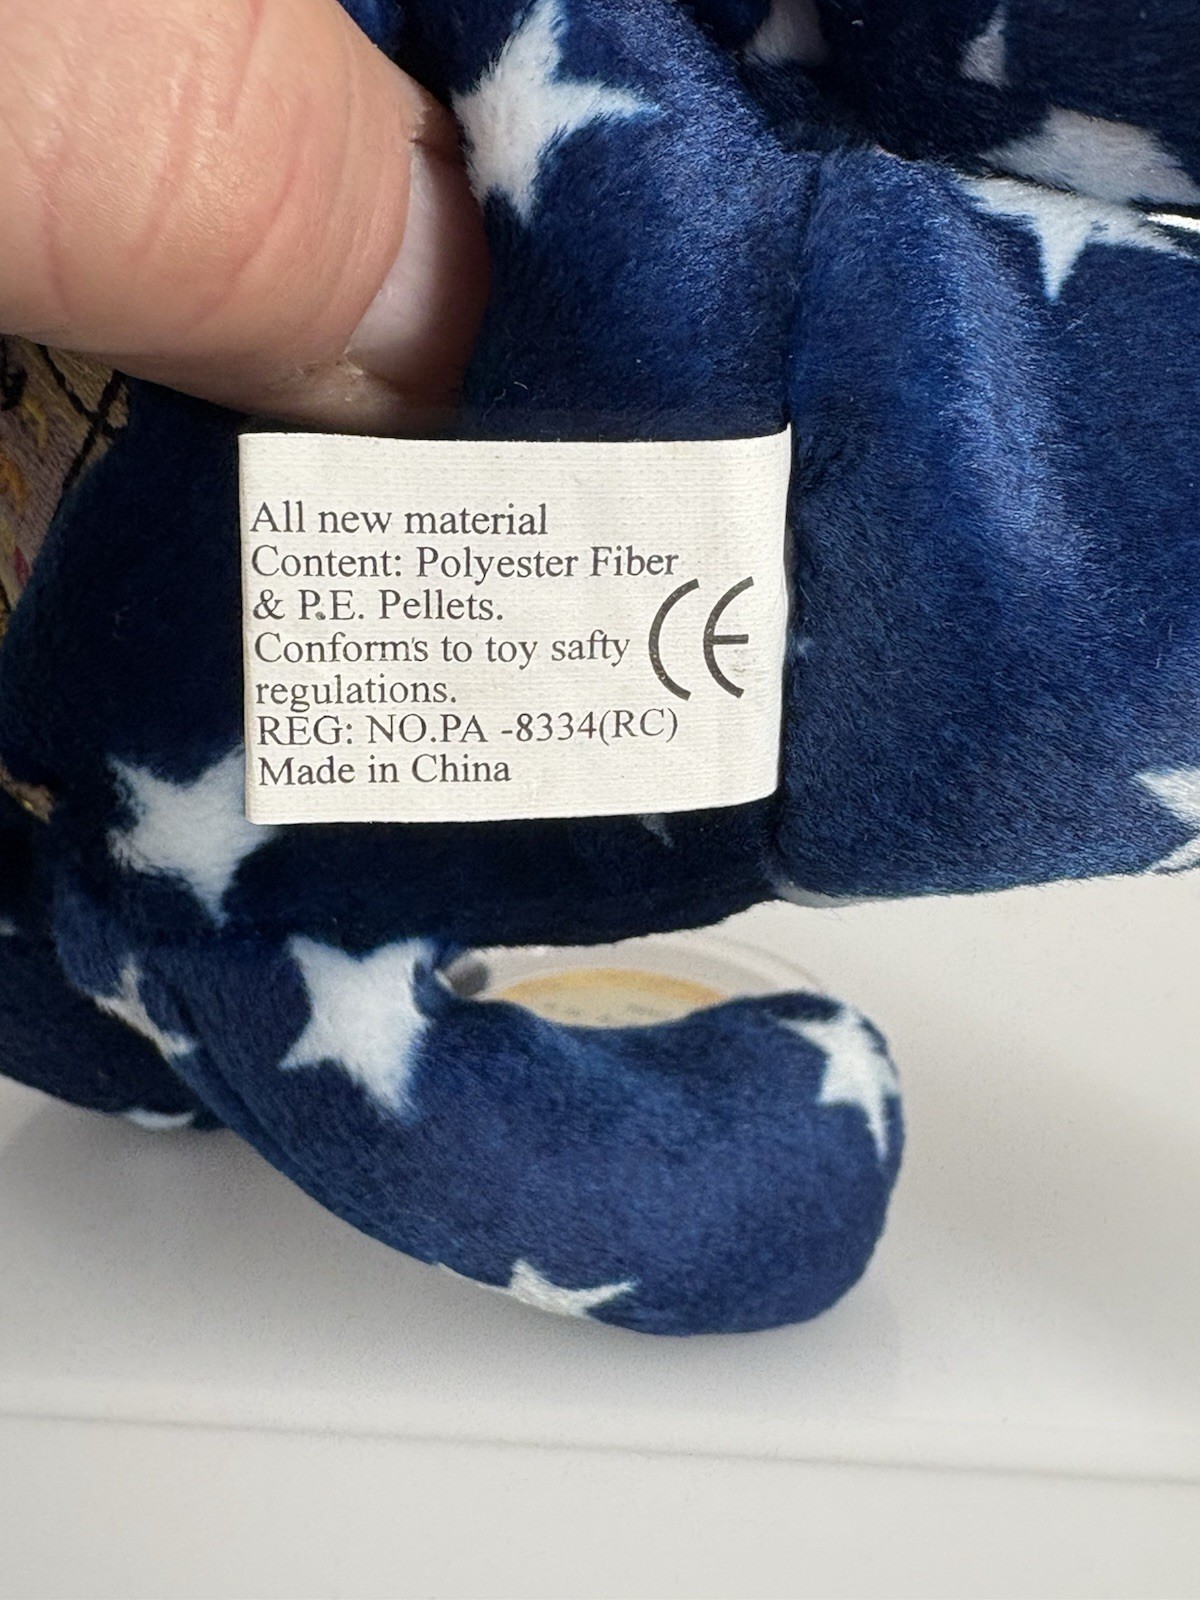 All new material
Content: Polyester Fiber
& P.E. Pellets.
Conform's to toy safty
regulations.
REG: NO.PA -8334(RC)
Made in China
CE